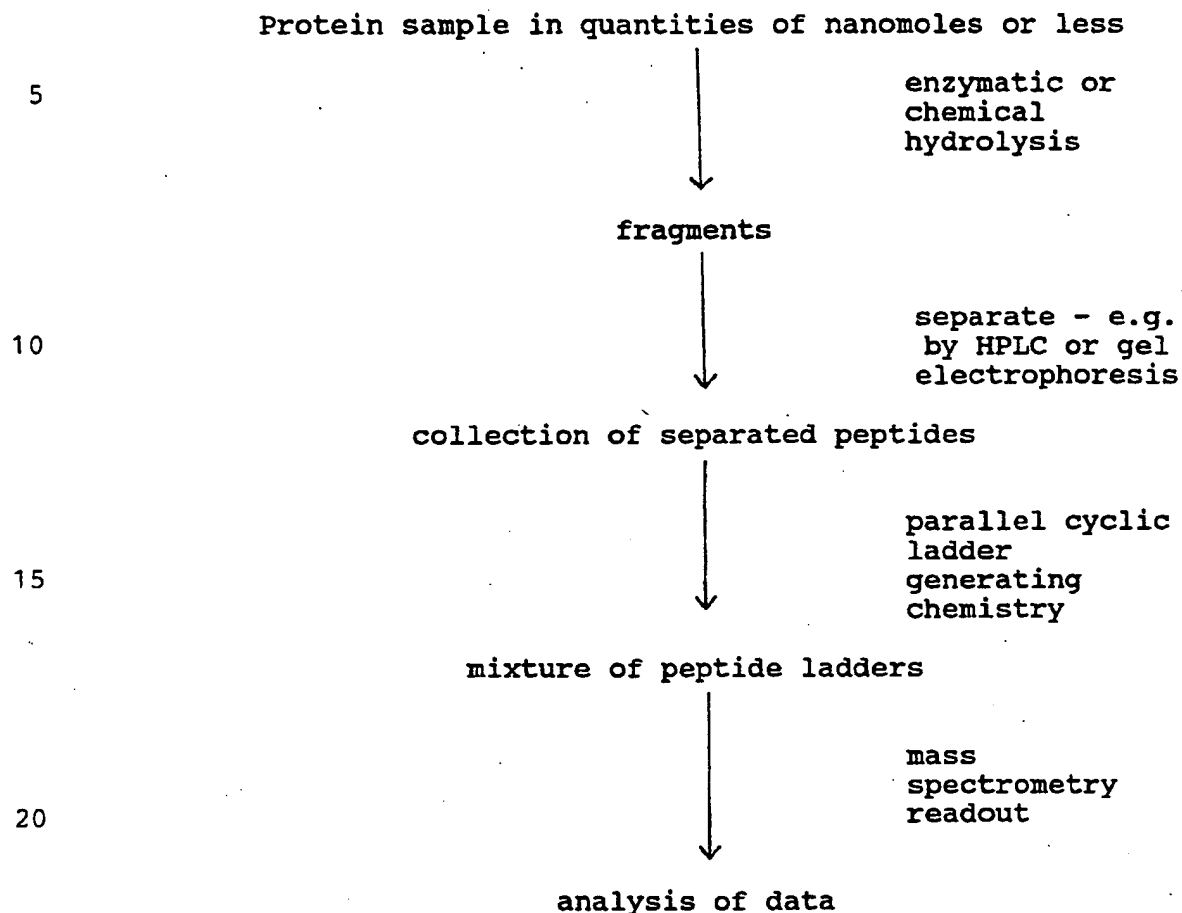 Protein sample in quantities of nanomoles or less
5
enzymatic or
chemical
hydrolysis
fragments
10
separate - e.g.
by HPLC or gel
electrophoresis
collection of separated peptides
15
parallel cyclic
ladder
generating
chemistry
mixture of peptide ladders
20
mass
spectrometry
readout
analysis of data